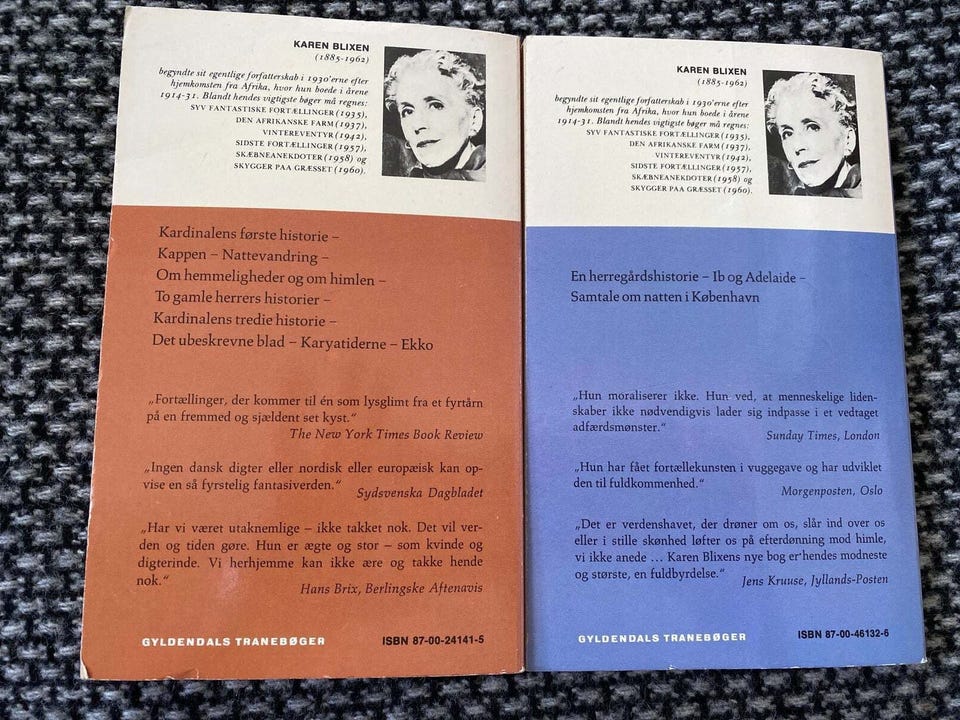 KAREN BLIXEN
(1885-1962)
begyndte sit egentlige forfatterskab i 1930'erne efter
hjemkomsten fra Afrika, hvor hun boede i årene
1914-31. Blandt hendes vigtigste bøger må regnes:
SYV FANTASTISKE FORTÆLLINGER (1935),
DEN AFRIKANSKE FARM (1937),
VINTEREVENTYR (1942),
SIDSTE FORTÆLLINGER (1957),
SKÆBNEANEKDOTER (1958) og
SKYGGER PAA GRÆSSET (1960).
Kardinalens første historie –
Kappen – Nattevandring –
Om hemmeligheder og om himlen –
To gamle herrers historier –
Kardinalens tredie historie –
Det ubeskrevne blad – Karyatiderne – Ekko
„Fortællinger, der kommer til én som lysglimt fra et fyrtårn
på en fremmed og sjældent set kyst.“
The New York Times Book Review
„Ingen dansk digter eller nordisk eller europæisk kan op-
vise en så fyrstelig fantasiverden.“
Sydsvenska Dagbladet
„Har vi været utaknemlige – ikke takket nok. Det vil ver-
den og tiden gøre. Hun er ægte og stor – som kvinde og
digterinde. Vi herhjemme kan ikke ære og takke hende
nok.“
Hans Brix, Berlingske Aftenavis
GYLDENDALS TRANEBØGER
ISBN 87-00-24141-5
KAREN BLIXEN
(1885-1962)
begyndte sit egentlige forfatterskab i 1930'erne efter
hjemkomsten fra Afrika, hvor hun boede i årene
1914-31. Blandt hendes vigtigste bøger må regnes:
SYV FANTASTISKE FORTÆLLINGER (1935),
DEN AFRIKANSKE FARM (1937),
VINTEREVENTYR (1942),
SIDSTE FORTÆLLINGER (1957),
SKÆBNEANEKDOTER (1958) og
SKYGGER PAA GRÆSSET (1960).
En herregårdshistorie – Ib og Adelaide –
Samtale om natten i København
„Hun moraliserer ikke. Hun ved, at menneskelige liden-
skaber ikke nødvendigvis lader sig indpasse i et vedtaget
adfærdsmønster.“
Sunday Times, London
„Hun har fået fortællekunsten i vuggegave og har udviklet
den til fuldkommenhed.“
Morgenposten, Oslo
„Det er verdenshavet, der drøner om os, slår ind over os
eller i stille skønhed løfter os på efterdønning mod himle,
vi ikke anede ... Karen Blixens nye bog er hendes modneste
og største, en fuldbyrdelse.“
Jens Kruuse, Jyllands-Posten
GYLDENDALS TRANEBØGER
ISBN 87-00-46132-6